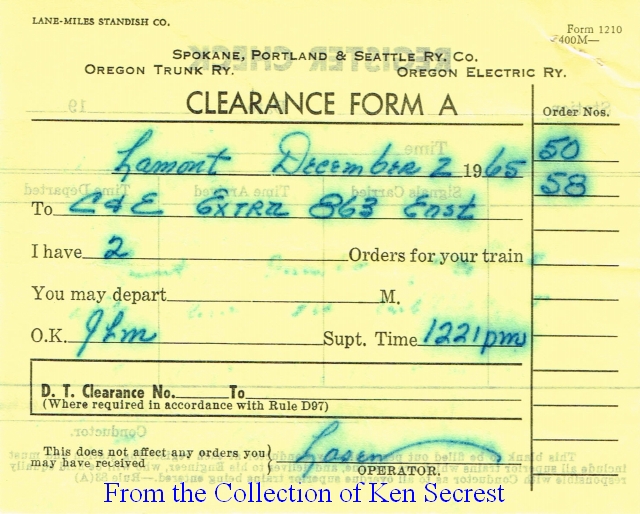 LANE-MILES STANDISH CO.
Form 1210
400M—
SPOKANE, PORTLAND & SEATTLE RY. CO.
OREGON TRUNK RY. OREGON ELECTRIC RY.
CLEARANCE FORM A
Order Nos.
Lamont December 2 1965 50
58
To C&E Extra 863 East
I have 2 Orders for your train
You may depart M.
O.K. JLM Supt. Time 1221pm
D. T. Clearance No. To
(Where required in accordance with Rule D97)
This does not affect any orders you
may have received
OPERATOR.
From the Collection of Ken Secrest